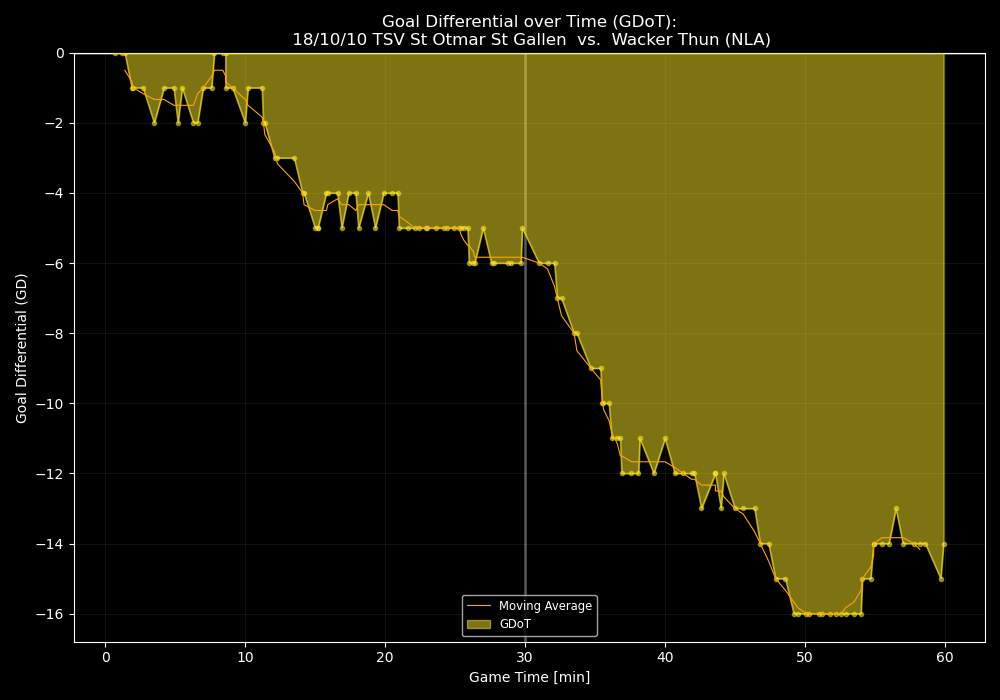 Goal Differential over Time (GDoT):
18/10/10 TSV St Otmar St Gallen  vs.  Wacker Thun (NLA)
Goal Differential (GD)
0
−2
−4
−6
−8
−10
−12
−14
−16
Moving Average
GDoT
0 10 20 30 40 50 60
Game Time [min]